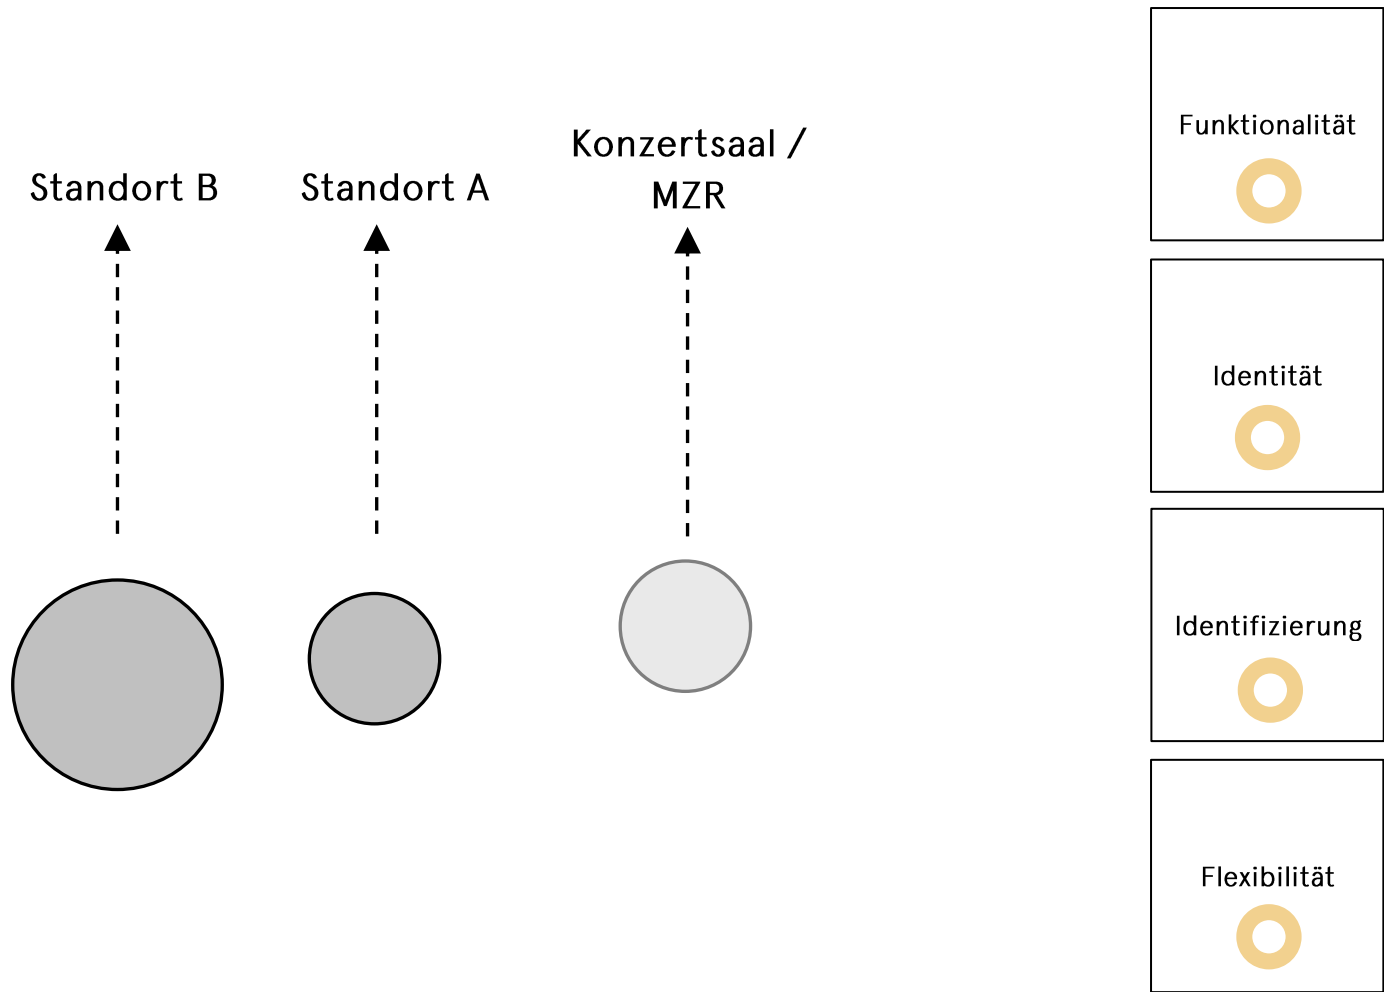 Standort B
Standort A
Konzertsaal /
MZR
Funktionalität
Identität
Identifizierung
Flexibilität